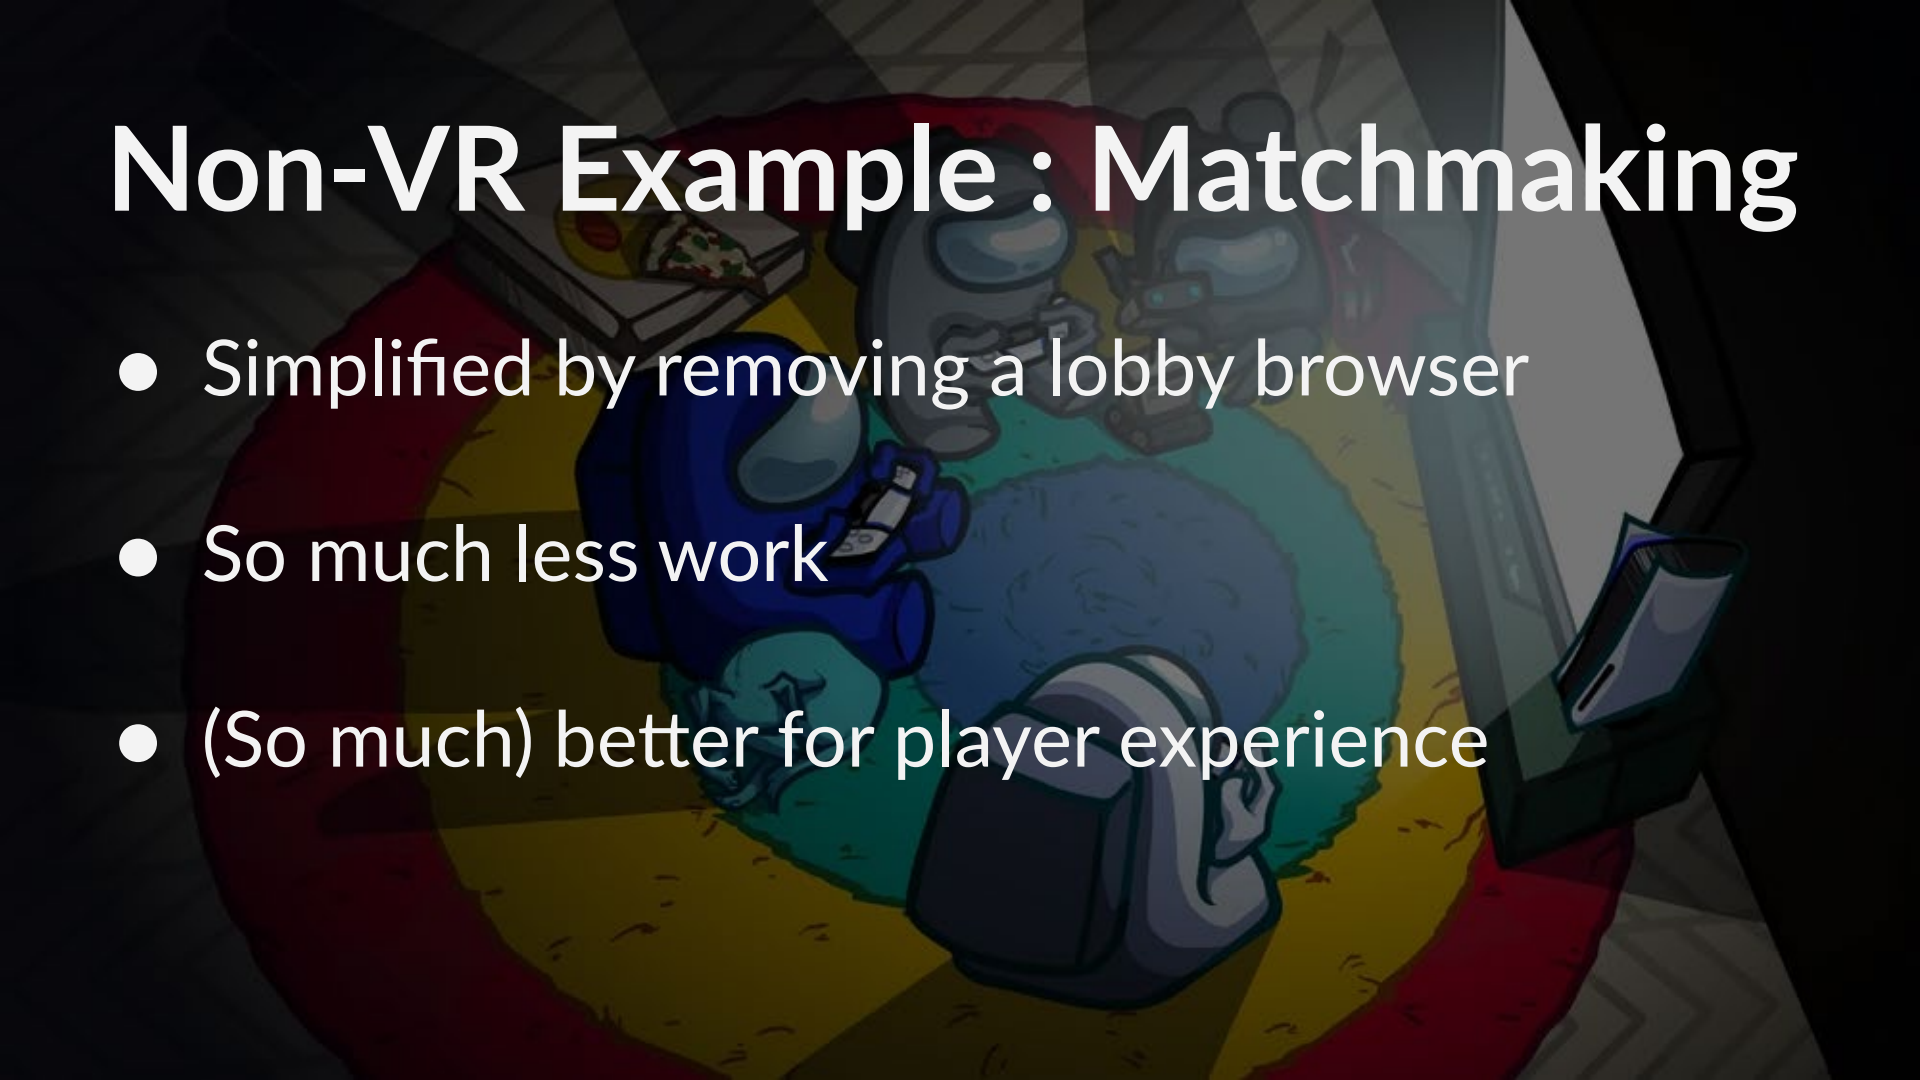 Non-VR Example : Matchmaking
● Simplified by removing a lobby browser
● So much less work
● (So much) better for player experience